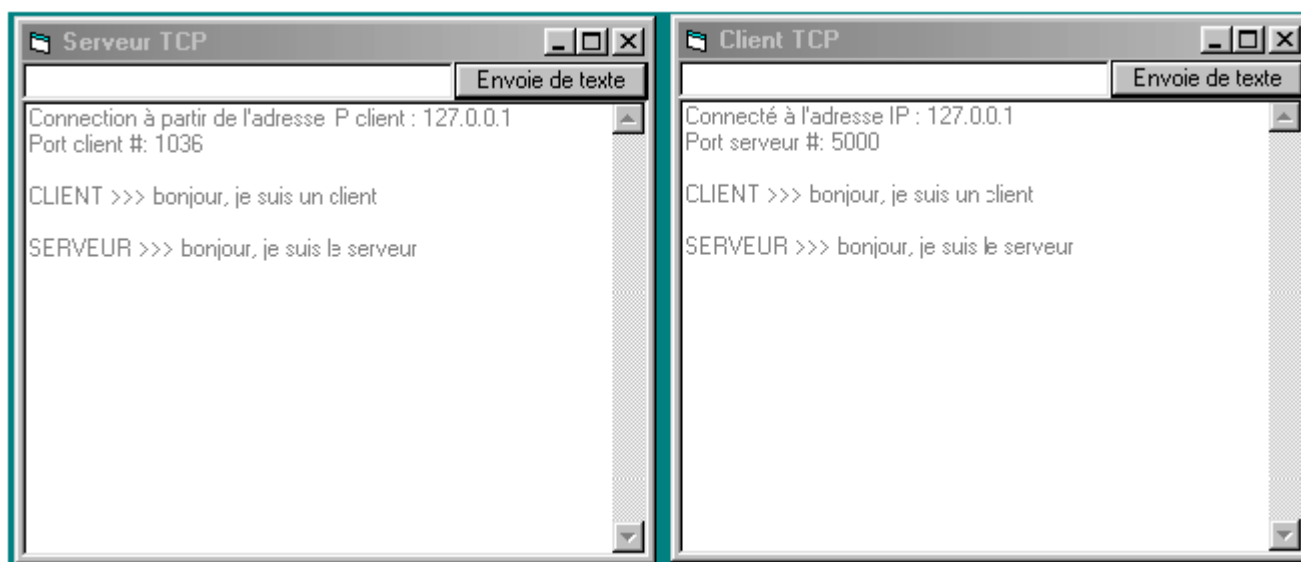 Serveur TCP
Envoie de texte
Connection à partir de l'adresse P client : 127.0.0.1
Port client #: 1036
CLIENT >>> bonjour, je suis un client
SERVEUR >>> bonjour, je suis le serveur
Client TCP
Envoie de texte
Connecté à l'adresse IP : 127.0.0.1
Port serveur #: 5000
CLIENT >>> bonjour, je suis un client
SERVEUR >>> bonjour, je suis le serveur